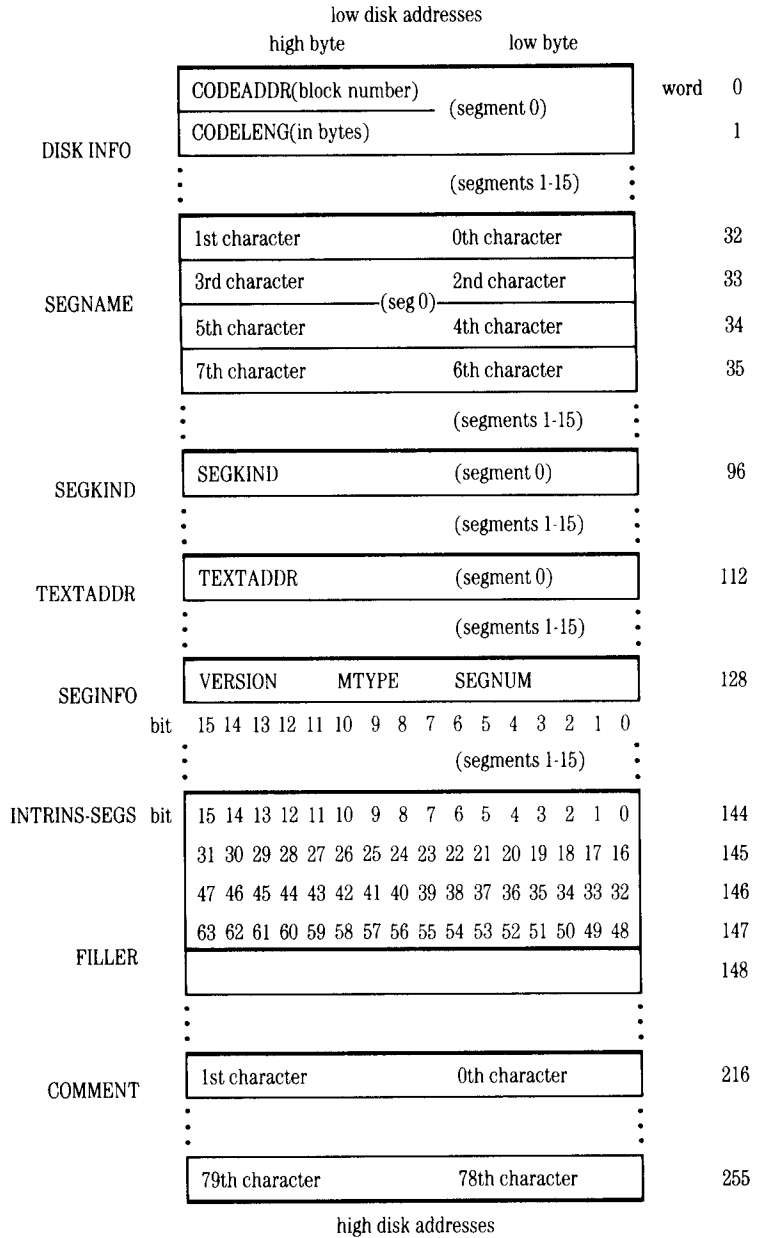 low disk addresses
high byte low byte
CODEADDR(block number) word 0
(segment 0)
CODELENG(in bytes) 1
DISK INFO
(segments 1-15)
1st character 0th character 32
3rd character 2nd character 33
SEGNAME (seg 0)
5th character 4th character 34
7th character 6th character 35
(segments 1-15)
SEGKIND SEGKIND (segment 0) 96
(segments 1-15)
TEXTADDR TEXTADDR (segment 0) 112
(segments 1-15)
SEGINFO VERSION MTYPE SEGNUM 128
bit 15 14 13 12 11 10 9 8 7 6 5 4 3 2 1 0
(segments 1-15)
INTRINS-SEGS bit 15 14 13 12 11 10 9 8 7 6 5 4 3 2 1 0 144
31 30 29 28 27 26 25 24 23 22 21 20 19 18 17 16 145
47 46 45 44 43 42 41 40 39 38 37 36 35 34 33 32 146
63 62 61 60 59 58 57 56 55 54 53 52 51 50 49 48 147
FILLER 148
COMMENT 1st character 0th character 216
79th character 78th character 255
high disk addresses